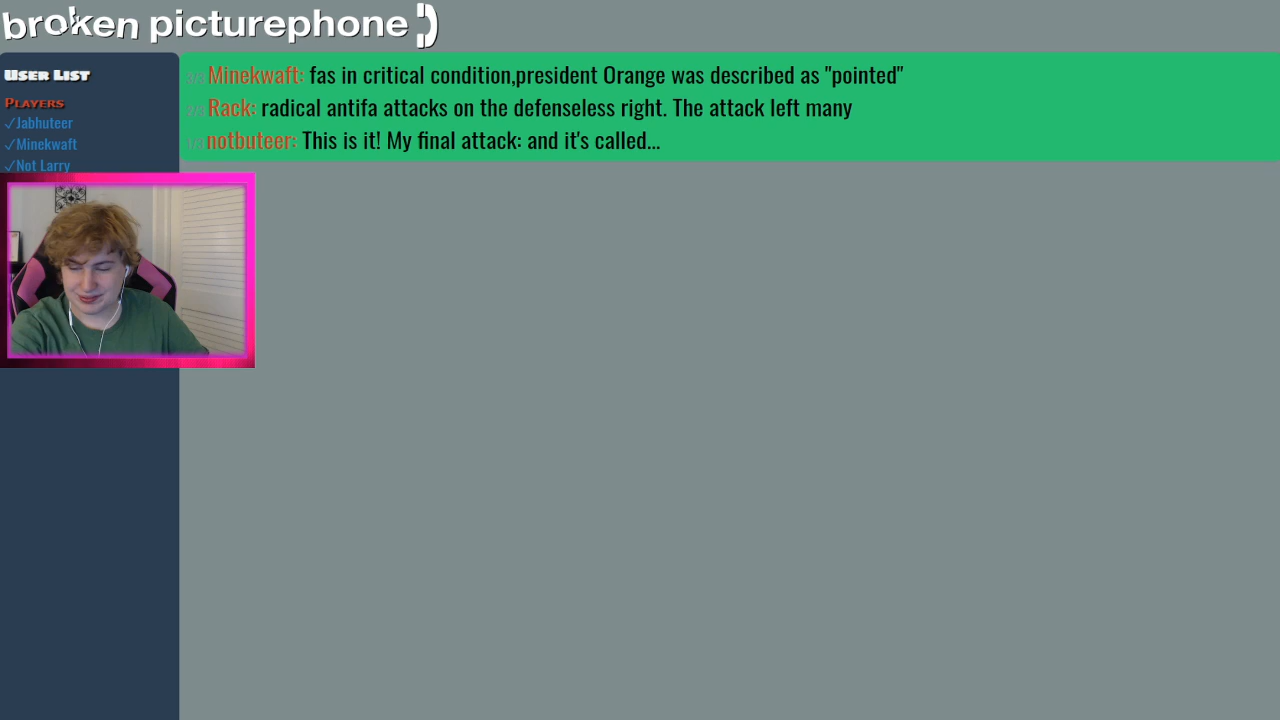 broken picturephone
User List
Players
✓Jabhuteer
✓Minekwaft
✓Not Larry
Minekwaft: fas in critical condition,president Orange was described as "pointed"
Rack: radical antifa attacks on the defenseless right. The attack left many
notbuteer: This is it! My final attack: and it's called...